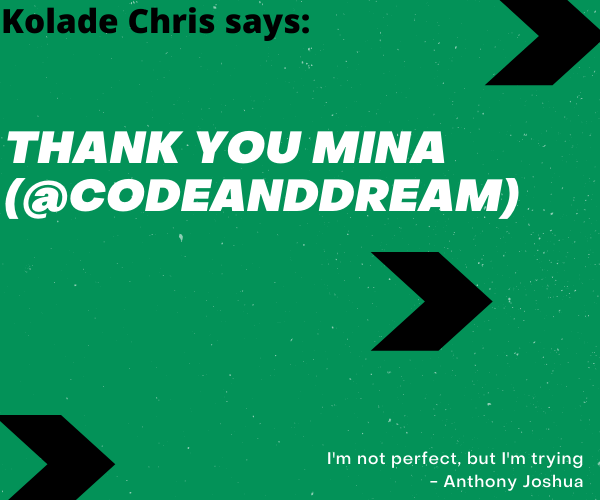 Kolade Chris says:
THANK YOU MINA
(@CODEANDDREAM)
I'm not perfect, but I'm trying
– Anthony Joshua